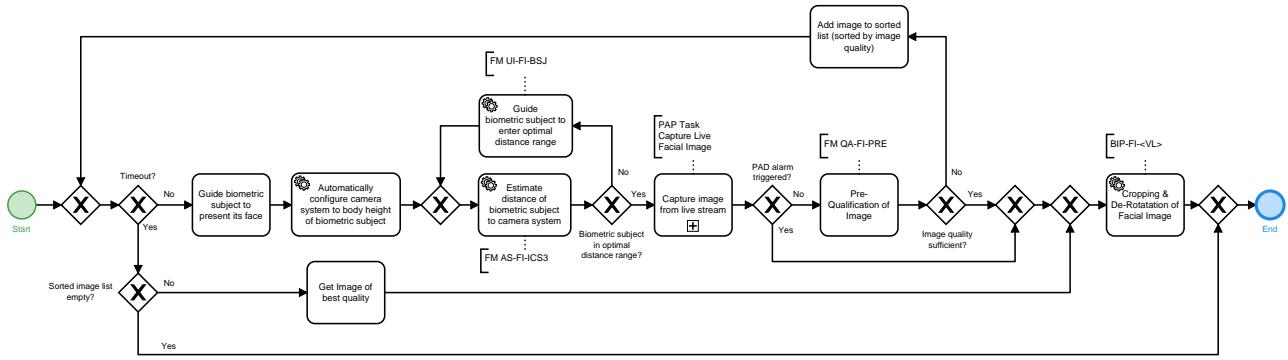 Add image to sorted
list (sorted by image
quality)
FM UI-FI-BSJ
Guide
biometric subject to
enter optimal
distance range
PAP Task
Capture Live
Facial Image
FM QA-FI-PRE
BIP-FI-<VL>
Start
Timeout?
No
Yes
Guide biometric
subject to
present its face
Automatically
configure camera
system to body height
of biometric subject
Estimate
distance of
biometric subject
to camera system
FM AS-FI-ICS3
No
Yes
Biometric subject
in optimal
distance range?
Capture image
from live stream
PAD alarm
triggered?
No
Yes
Pre-
Qualification of
Image
No
Yes
Image quality
sufficient?
Cropping &
De-Rotatation of
Facial Image
End
Sorted image list
empty?
No
Get Image of
best quality
Yes